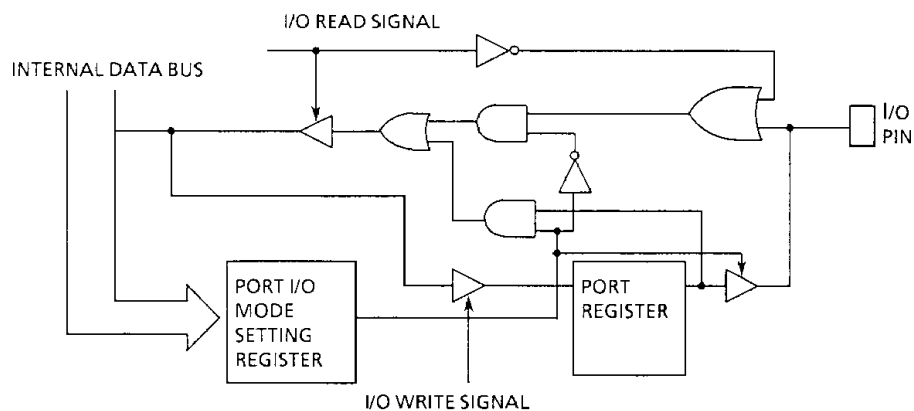 I/O READ SIGNAL
INTERNAL DATA BUS
I/O
PIN
PORT I/O
MODE
SETTING
REGISTER
PORT
REGISTER
I/O WRITE SIGNAL